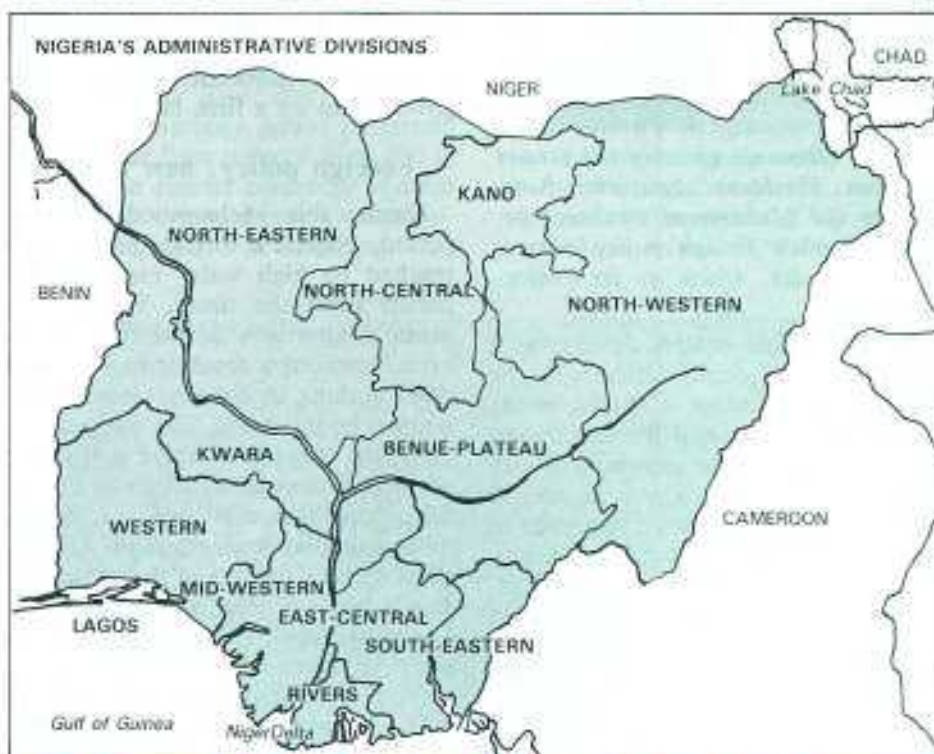 NIGERIA'S ADMINISTRATIVE DIVISIONS
CHAD
Lake Chad
NIGER
KANO
NORTH-EASTERN
BENIN
NORTH-CENTRAL
NORTH-WESTERN
KWARA
BENUE-PLATEAU
WESTERN
CAMEROON
MID-WESTERN
EAST-CENTRAL
LAGOS
SOUTH-EASTERN
RIVERS
Gulf of Guinea
Niger Delta